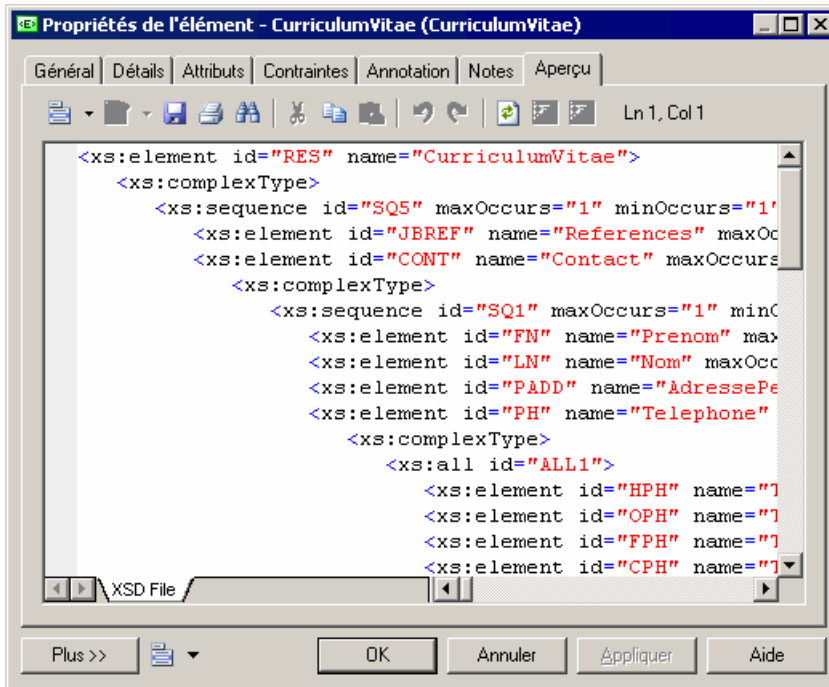 Propriétés de l'élément - CurriculumVitae (CurriculumVitae)
Général Détails Attributs Contraintes Annotation Notes Aperçu
Ln 1, Col 1
<xs:element id="RES" name="CurriculumVitae">
<xs:complexType>
<xs:sequence id="SQ5" maxOccurs="1" minOccurs="1"
<xs:element id="JBREF" name="References" maxOc
<xs:element id="CONT" name="Contact" maxOccurs
<xs:complexType>
<xs:sequence id="SQ1" maxOccurs="1" minO
<xs:element id="FN" name="Prenom" max
<xs:element id="LN" name="Nom" maxOcc
<xs:element id="PADD" name="AdressePe
<xs:element id="PH" name="Telephone"
<xs:complexType>
<xs:all id="ALL1">
<xs:element id="HPH" name="T
<xs:element id="OPH" name="T
<xs:element id="FPH" name="T
<xs:element id="CPH" name="T
XSD File
Plus >> OK Annuler Appliquer Aide